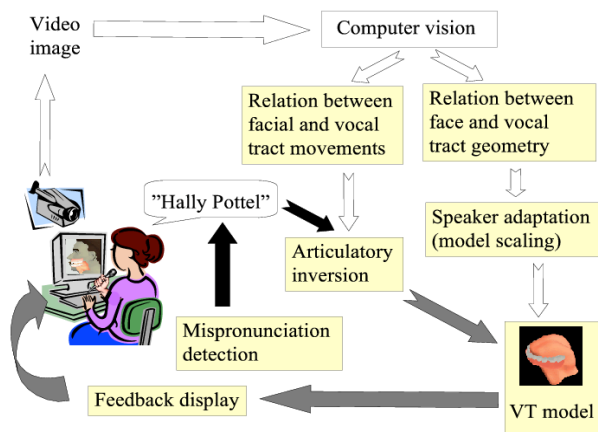 Video
image
Computer vision
Relation between
facial and vocal
tract movements
Relation between
face and vocal
tract geometry
”Hally Pottel”
Speaker adaptation
(model scaling)
Articulatory
inversion
Mispronunciation
detection
Feedback display
VT model